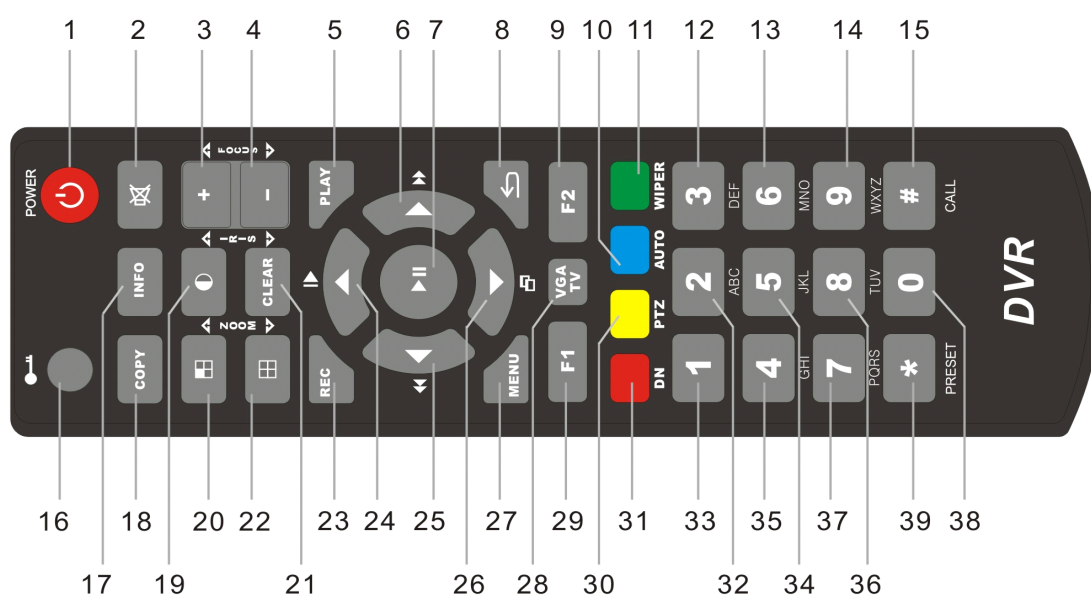 1 2 3 4 5 6 7 8 9 10 11 12 13 14 15
POWER
FOCUS
+ -
PLAY
F2
WIPER
3 DEF
6 MNO
9 WXYZ
# CALL
INFO
IRIS
CLEAR
VGA
TV
AUTO
PTZ
2 ABC
5 JKL
8 TUV
0
DVR
COPY
ZOOM
REC
MENU
F1
DN
1
4 GHI
7 PQRS
* PRESET
16 18 20 22 23 24 25 27 29 31 33 35 37 39 38
17 19 21 26 28 30 32 34 36